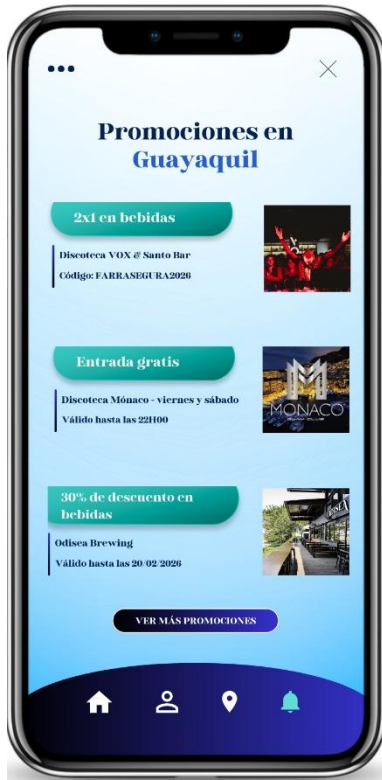 Promociones en
Guayaquil
2x1 en bebidas
Discoteca VOX & Santo Bar
Código: FARRASEGURA2026
Entrada gratis
Discoteca Mónaco - viernes y sábado
Válido hasta las 22H00
MONACO
30% de descuento en
bebidas
Odisea Brewing
Válido hasta las 20/02/2026
VER MÁS PROMOCIONES